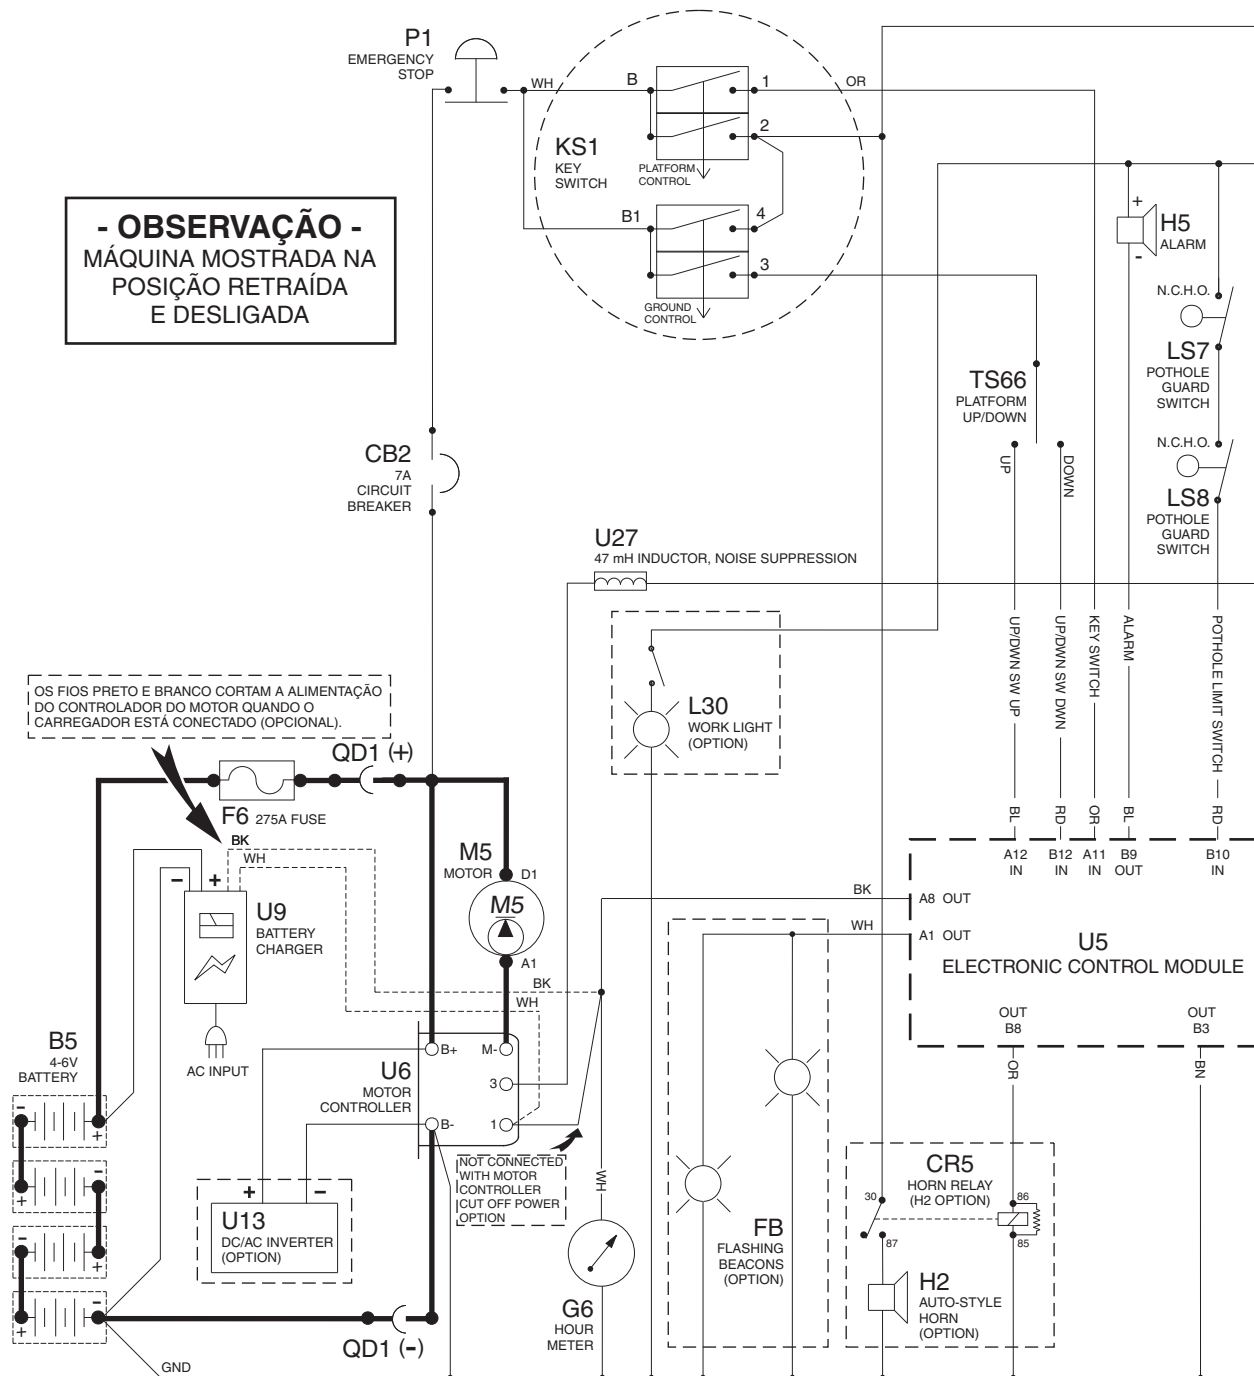 P1
EMERGENCY
STOP
WH
B
1
OR
2
KS1
KEY
SWITCH
PLATFORM
CONTROL
B1
4
3
GROUND
CONTROL
- OBSERVAÇÃO -
MÁQUINA MOSTRADA NA
POSIÇÃO RETRAÍDA
E DESLIGADA
+
H5
ALARM
-
N.C.H.O.
LS7
POTHOLE
GUARD
SWITCH
TS66
PLATFORM
UP/DOWN
UP
DOWN
N.C.H.O.
LS8
POTHOLE
GUARD
SWITCH
CB2
7A
CIRCUIT
BREAKER
U27
47 mH INDUCTOR, NOISE SUPPRESSION
UP/DWN SW UP
UP/DWN SW DWN
KEY SWITCH
ALARM
POTHOLE LIMIT SWITCH
L30
WORK LIGHT
(OPTION)
OS FIOS PRETO E BRANCO CORTAM A ALIMENTAÇÃO
DO CONTROLADOR DO MOTOR QUANDO O
CARREGADOR ESTÁ CONECTADO (OPCIONAL).
QD1 (+)
F6 275A FUSE
BK
WH
- +
U9
BATTERY
CHARGER
AC INPUT
M5
MOTOR
D1
M5
A1
BK
WH
BL
RD
OR
BL
RD
A12
IN
B12
IN
A11
IN
B9
OUT
B10
IN
BK
A8 OUT
WH
A1 OUT
U5
ELECTRONIC CONTROL MODULE
OUT
B8
OUT
B3
OR
BN
B5
4-6V
BATTERY
- +
+ -
- +
+ -
U6
MOTOR
CONTROLLER
B+
M-
3
B-
1
NOT CONNECTED
WITH MOTOR
CONTROLLER
CUT OFF POWER
OPTION
+ -
U13
DC/AC INVERTER
(OPTION)
QD1 (-)
GND
WH
G6
HOUR
METER
FB
FLASHING
BEACONS
(OPTION)
CR5
HORN RELAY
(H2 OPTION)
30
87
86
85
H2
AUTO-STYLE
HORN
(OPTION)